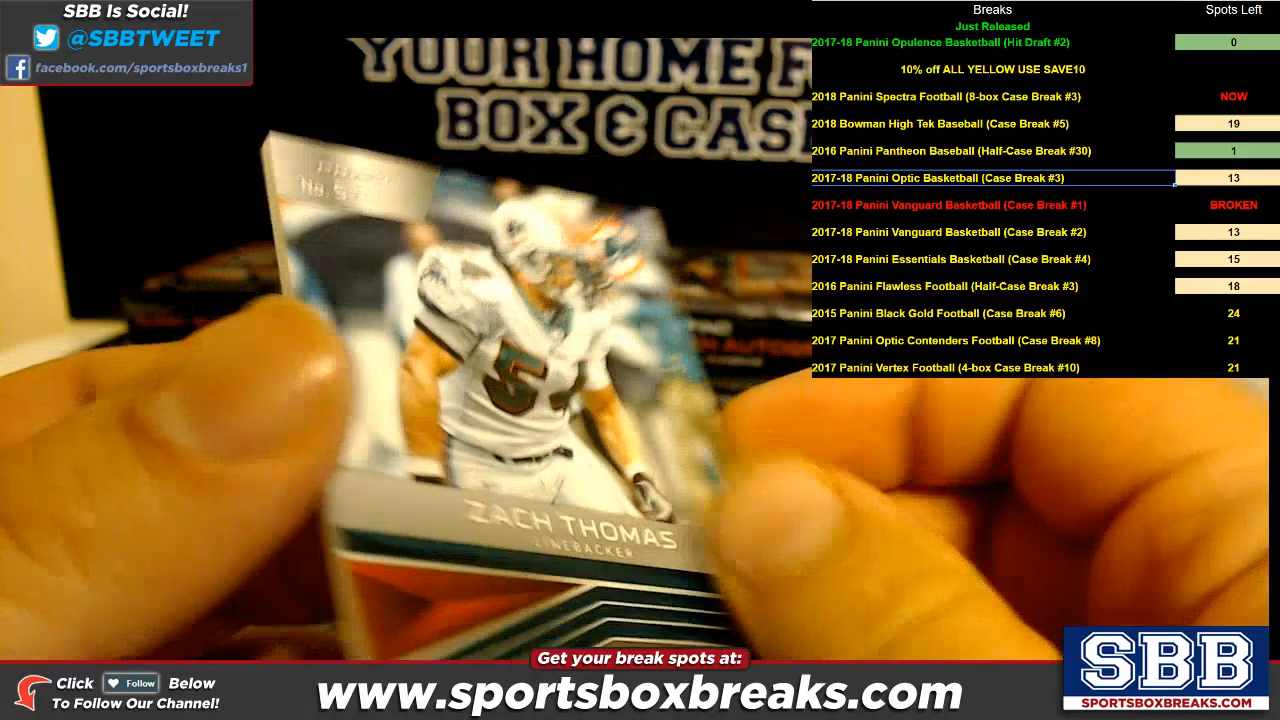 SBB Is Social!
@SBBTWEET
facebook.com/sportsboxbreaks1
YOUR HOME F
BOX & CAS
Breaks Spots Left
Just Released
2017-18 Panini Opulence Basketball (Hit Draft #2) 0
10% off ALL YELLOW USE SAVE10
2018 Panini Spectra Football (8-box Case Break #3) NOW
2018 Bowman High Tek Baseball (Case Break #5) 19
2016 Panini Pantheon Baseball (Half-Case Break #30) 1
2017-18 Panini Optic Basketball (Case Break #3) 13
2017-18 Panini Vanguard Basketball (Case Break #1) BROKEN
2017-18 Panini Vanguard Basketball (Case Break #2) 13
2017-18 Panini Essentials Basketball (Case Break #4) 15
2016 Panini Flawless Football (Half-Case Break #3) 18
2015 Panini Black Gold Football (Case Break #6) 24
2017 Panini Optic Contenders Football (Case Break #8) 21
2017 Panini Vertex Football (4-box Case Break #10) 21
ZACH THOMAS
LINEBACKER
Get your break spots at:
www.sportsboxbreaks.com
Click Follow Below
To Follow Our Channel!
SBB
SPORTSBOXBREAKS.COM